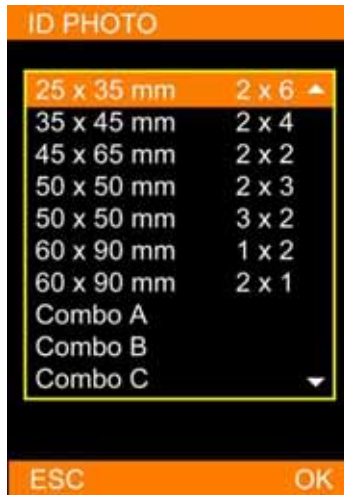 ID PHOTO
25 x 35 mm 2 x 6
35 x 45 mm 2 x 4
45 x 65 mm 2 x 2
50 x 50 mm 2 x 3
50 x 50 mm 3 x 2
60 x 90 mm 1 x 2
60 x 90 mm 2 x 1
Combo A
Combo B
Combo C
ESC OK